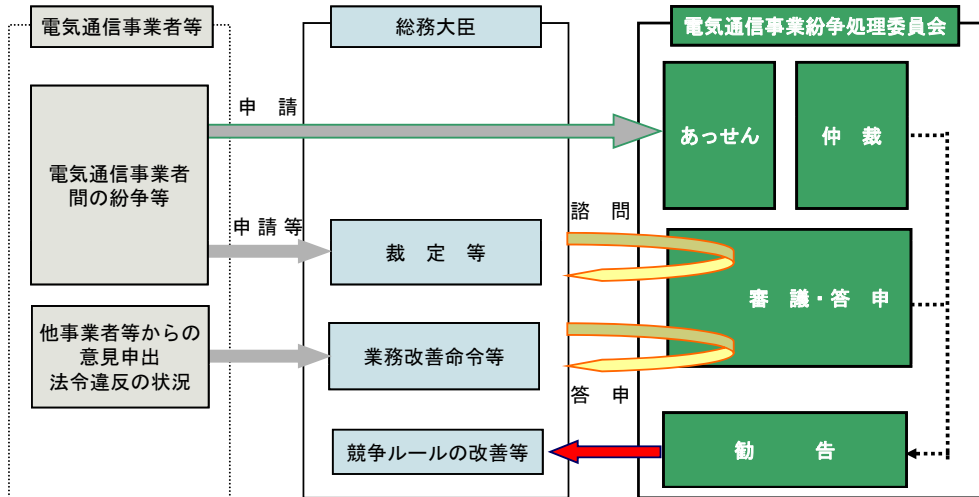 電気通信事業者等
総務大臣
電気通信事業紛争処理委員会
電気通信事業者
間の紛争等
申 請
あっせん
仲 裁
申 請 等
裁 定 等
諮 問
審 議・答 申
他事業者等からの
意見申出
法令違反の状況
業務改善命令等
答 申
競争ルールの改善等
勧 告